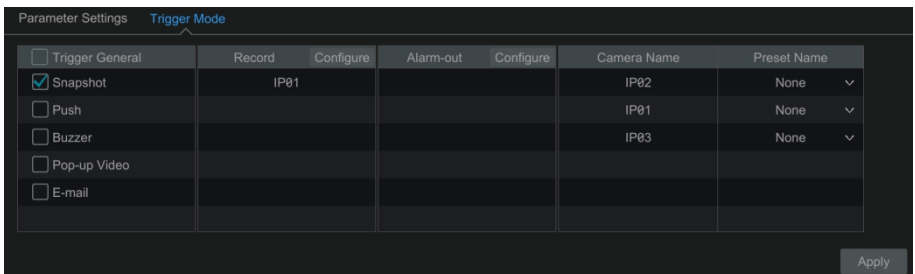 Parameter Settings Trigger Mode
Trigger General Record Configure Alarm-out Configure Camera Name Preset Name
Snapshot IP01 IP02 None
Push IP01 None
Buzzer IP03 None
Pop-up Video
E-mail
Apply